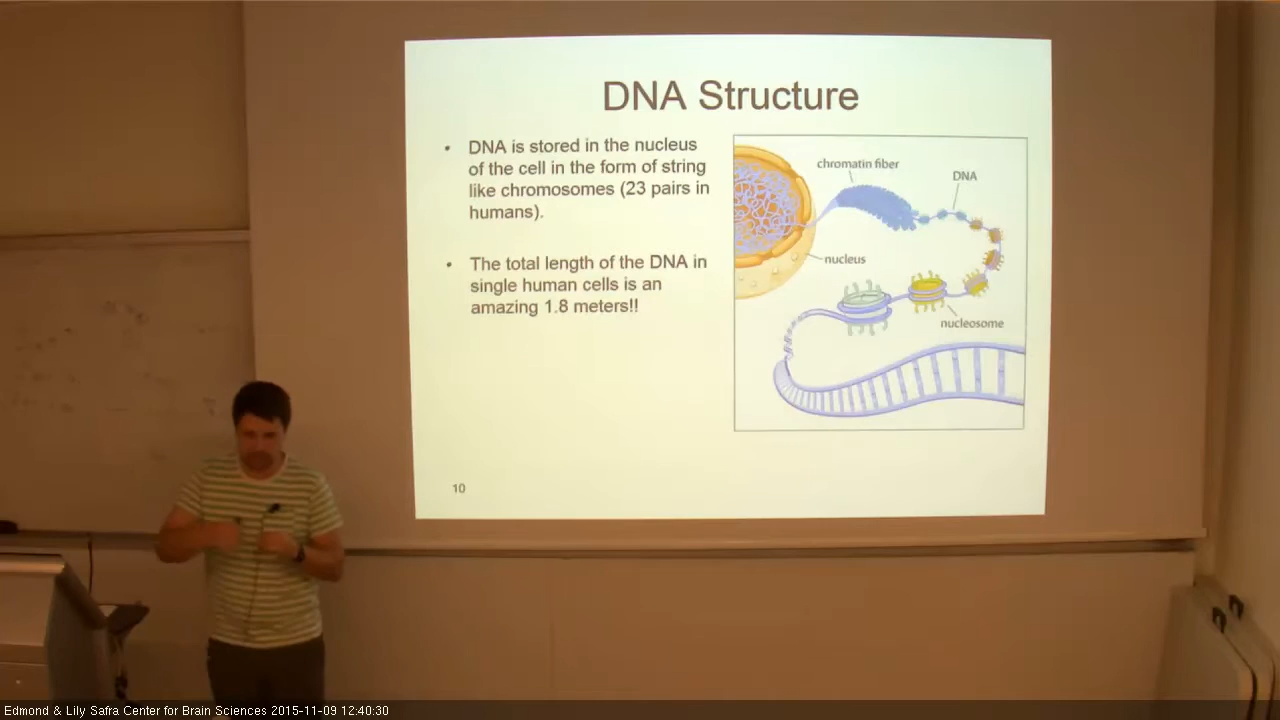 DNA Structure
• DNA is stored in the nucleus
of the cell in the form of string
like chromosomes (23 pairs in
humans).
• The total length of the DNA in
single human cells is an
amazing 1.8 meters!!
chromatin fiber
DNA
nucleus
nucleosome
10
Edmond & Lily Safra Center for Brain Sciences 2015-11-09 12:40:30